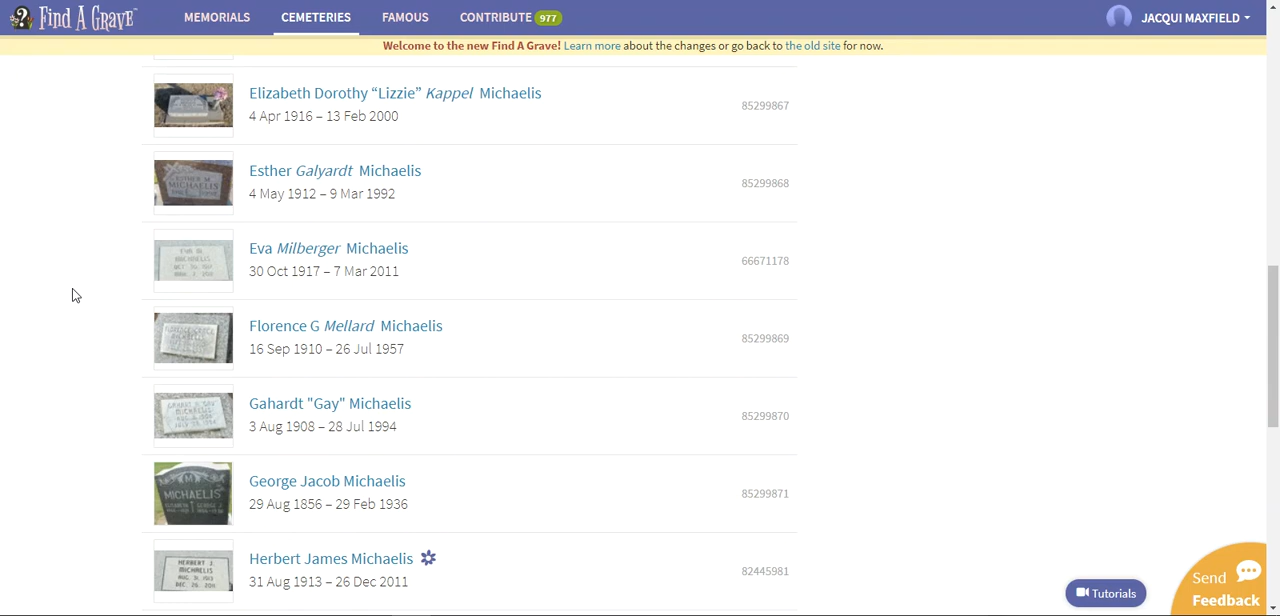 Find A Grave
MEMORIALS
CEMETERIES
FAMOUS
CONTRIBUTE 977
JACQUI MAXFIELD
Welcome to the new Find A Grave! Learn more about the changes or go back to the old site for now.
Elizabeth Dorothy “Lizzie” Kappel Michaelis
4 Apr 1916 – 13 Feb 2000
85299867
Esther Galyardt Michaelis
4 May 1912 – 9 Mar 1992
85299868
Eva Milberger Michaelis
30 Oct 1917 – 7 Mar 2011
66671178
Florence G Mellard Michaelis
16 Sep 1910 – 26 Jul 1957
85299869
Gahardt "Gay" Michaelis
3 Aug 1908 – 28 Jul 1994
85299870
MICHAELIS
George Jacob Michaelis
29 Aug 1856 – 29 Feb 1936
85299871
HERBERT J.
MICHAELIS
Herbert James Michaelis
31 Aug 1913 – 26 Dec 2011
82445981
Tutorials
Send
Feedback